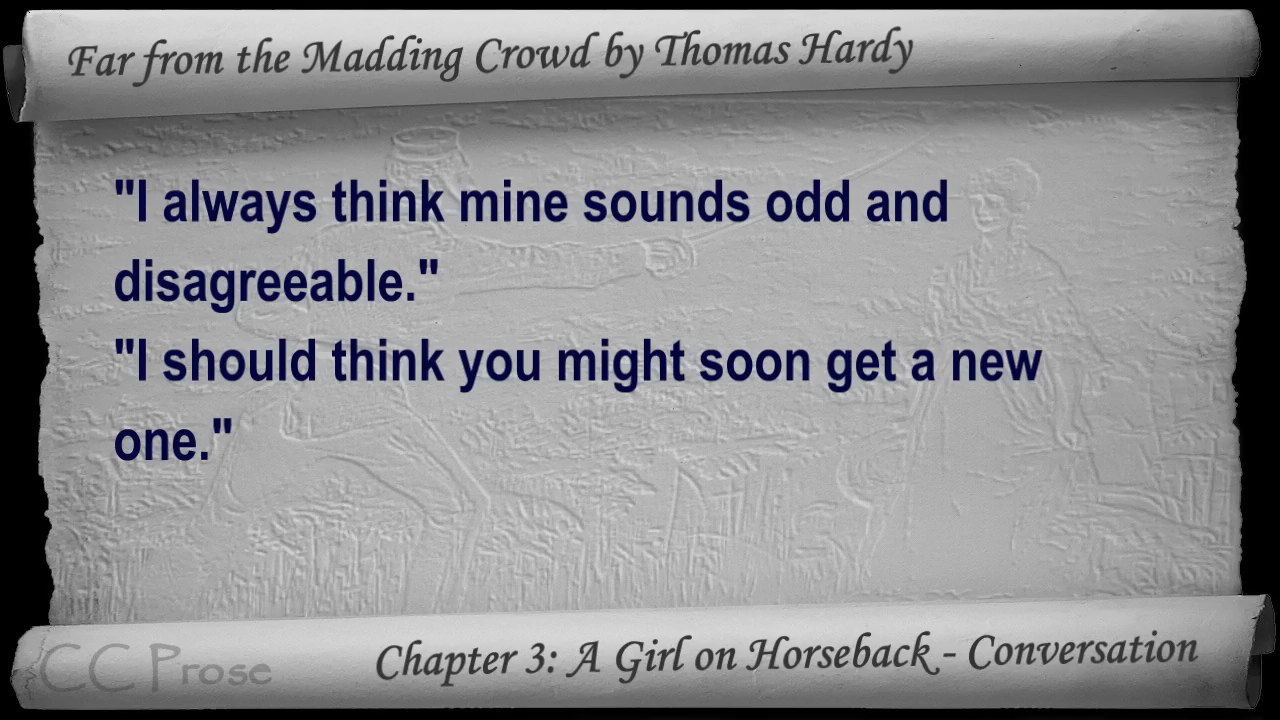 Far from the Madding Crowd by Thomas Hardy
"I always think mine sounds odd and
disagreeable."
"I should think you might soon get a new
one."
CC Prose
Chapter 3: A Girl on Horseback - Conversation